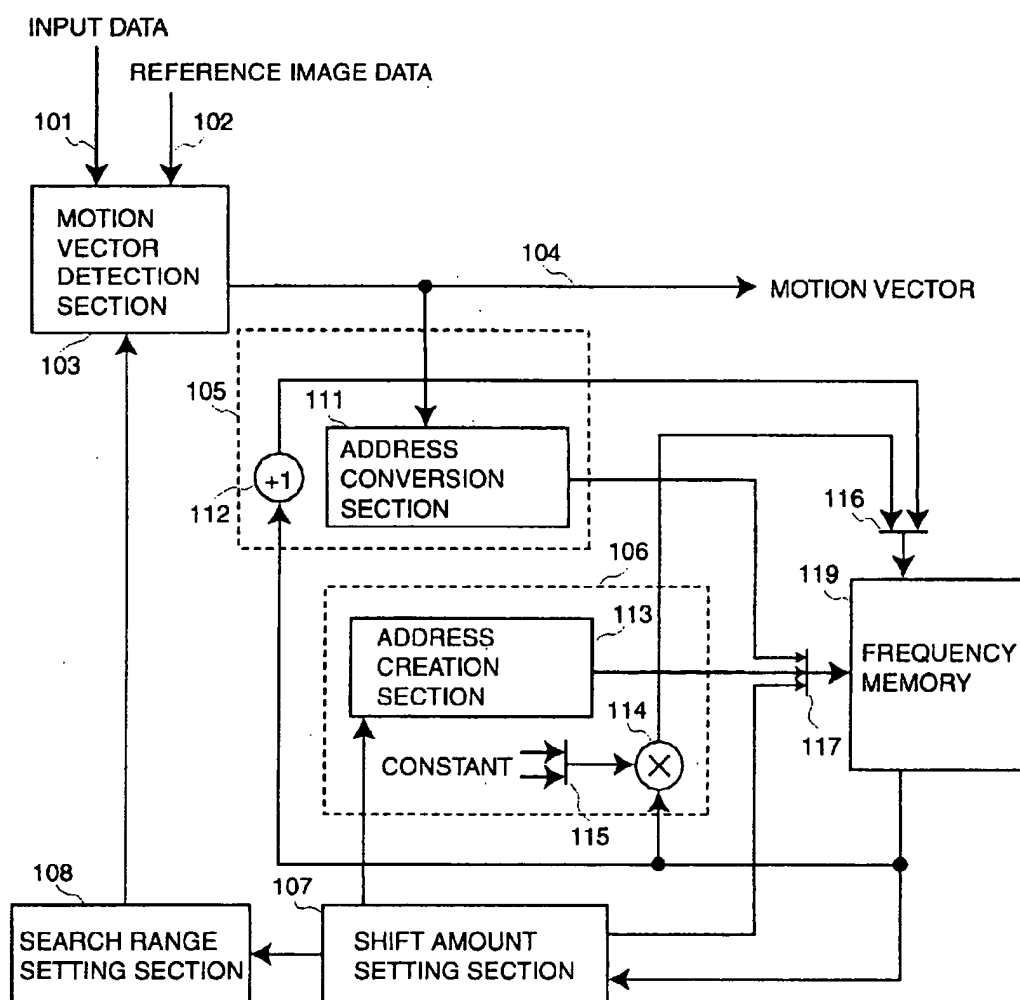 INPUT DATA
REFERENCE IMAGE DATA
101
102
MOTION
VECTOR
DETECTION
SECTION
103
104
MOTION VECTOR
105
111
ADDRESS
CONVERSION
SECTION
+1
112
116
106
119
FREQUENCY
MEMORY
ADDRESS
CREATION
SECTION
113
114
117
CONSTANT
×
115
108
SEARCH RANGE
SETTING SECTION
107
SHIFT AMOUNT
SETTING SECTION